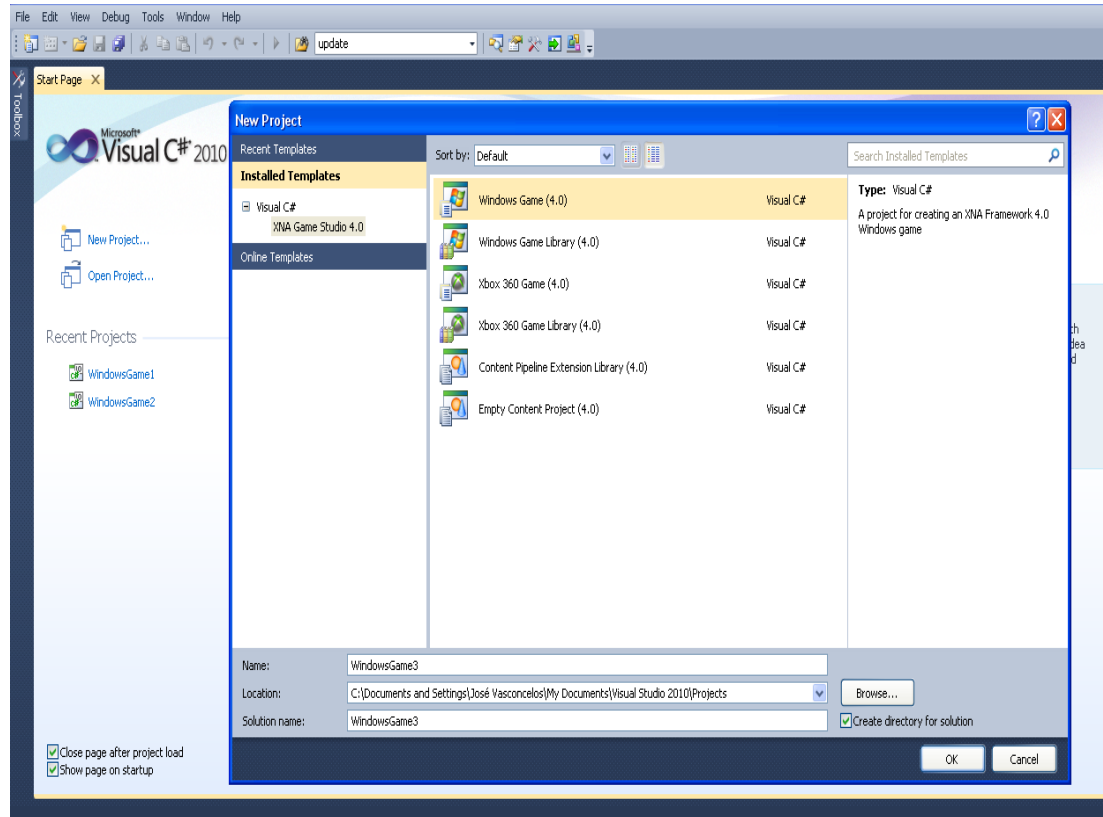 File Edit View Debug Tools Window Help
update
Toolbox
Start Page
Microsoft®
Visual C# 2010
New Project...
Open Project...
Recent Projects
WindowsGame1
WindowsGame2
Close page after project load
Show page on startup
New Project
Recent Templates
Installed Templates
Visual C#
XNA Game Studio 4.0
Online Templates
Sort by: Default
Search Installed Templates
Windows Game (4.0) Visual C#
Windows Game Library (4.0) Visual C#
Xbox 360 Game (4.0) Visual C#
Xbox 360 Game Library (4.0) Visual C#
Content Pipeline Extension Library (4.0) Visual C#
Empty Content Project (4.0) Visual C#
Type: Visual C#
A project for creating an XNA Framework 4.0
Windows game
Name: WindowsGame3
Location: C:\Documents and Settings\José Vasconcelos\My Documents\Visual Studio 2010\Projects
Browse...
Solution name: WindowsGame3
Create directory for solution
OK Cancel